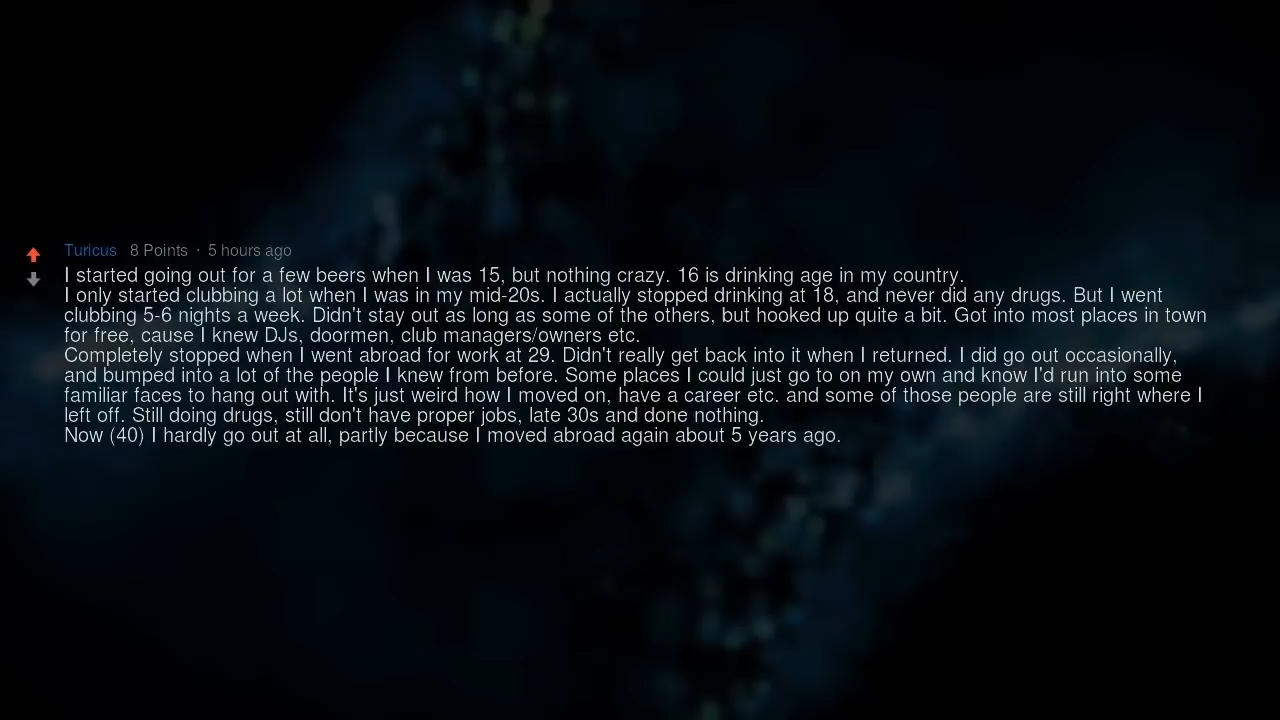 Turicus 8 Points · 5 hours ago
I started going out for a few beers when I was 15, but nothing crazy. 16 is drinking age in my country.
I only started clubbing a lot when I was in my mid-20s. I actually stopped drinking at 18, and never did any drugs. But I went
clubbing 5-6 nights a week. Didn't stay out as long as some of the others, but hooked up quite a bit. Got into most places in town
for free, cause I knew DJs, doormen, club managers/owners etc.
Completely stopped when I went abroad for work at 29. Didn't really get back into it when I returned. I did go out occasionally,
and bumped into a lot of the people I knew from before. Some places I could just go to on my own and know I'd run into some
familiar faces to hang out with. It's just weird how I moved on, have a career etc. and some of those people are still right where I
left off. Still doing drugs, still don't have proper jobs, late 30s and done nothing.
Now (40) I hardly go out at all, partly because I moved abroad again about 5 years ago.